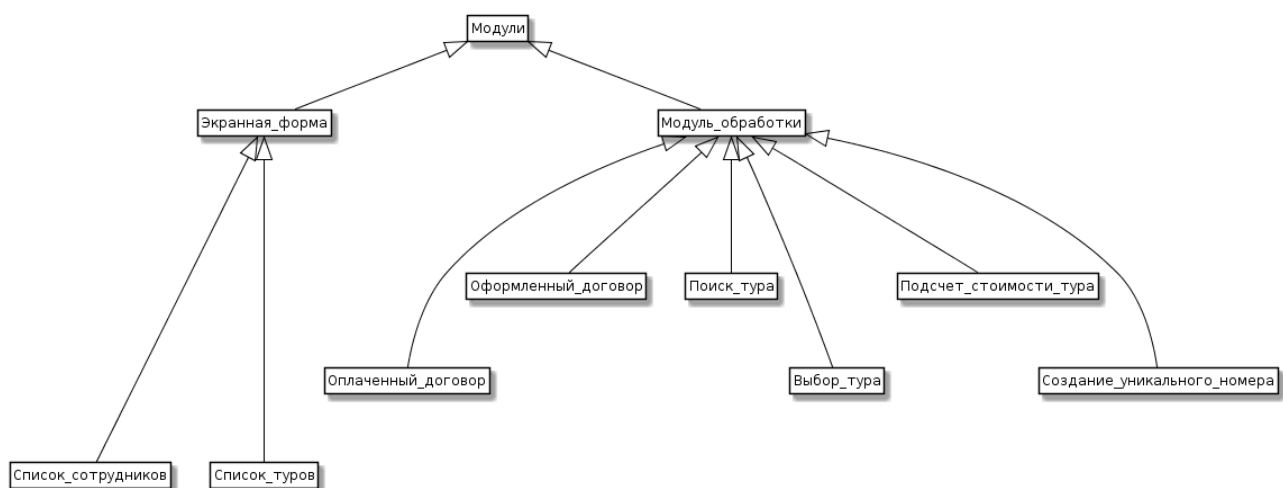 Модули
Экранная_форма
Модуль_обработки
Оформленный_договор
Поиск_тура
Подсчет_стоимости_тура
Оплаченный_договор
Выбор_тура
Создание_уникального_номера
Список_сотрудников
Список_туров